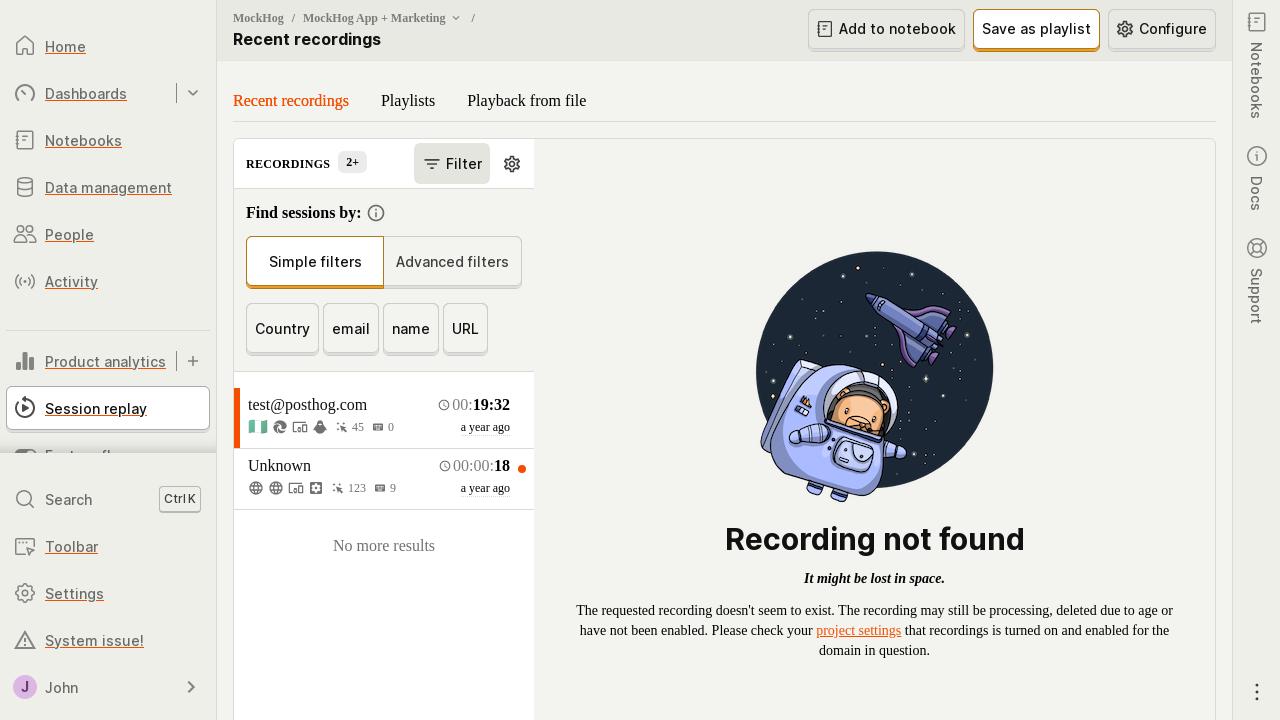 Home
Dashboards
Notebooks
Data management
People
Activity
Product analytics
Session replay
Search
Ctrl K
Toolbar
Settings
System issue!
J John
MockHog / MockHog App + Marketing /
Recent recordings
Add to notebook
Save as playlist
Configure
Recent recordings
Playlists
Playback from file
RECORDINGS 2+
Filter
Find sessions by:
Simple filters
Advanced filters
Country
email
name
URL
test@posthog.com
00:19:32
45
0
a year ago
Unknown
00:00:18
123
9
a year ago
No more results
Recording not found
It might be lost in space.
The requested recording doesn't seem to exist. The recording may still be processing, deleted due to age or
have not been enabled. Please check your project settings that recordings is turned on and enabled for the
domain in question.
Notebooks
Docs
Support